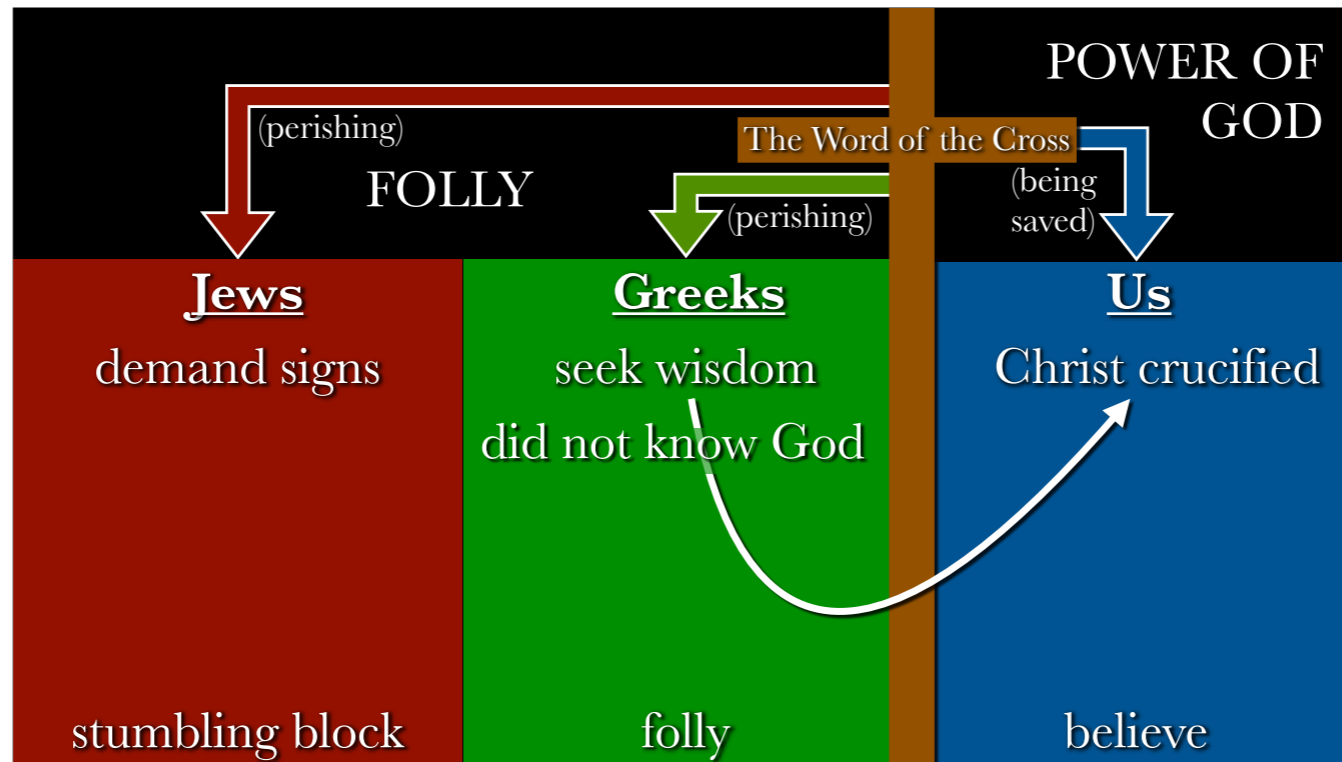 POWER OF
GOD
(perishing)
The Word of the Cross
FOLLY
(being
saved)
(perishing)
Jews
demand signs
stumbling block
Greeks
seek wisdom
did not know God
folly
Us
Christ crucified
believe